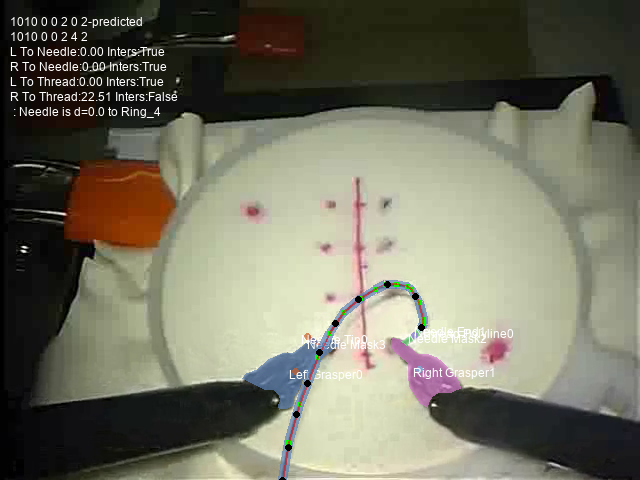 1010 0 0 2 0 2-predicted
1010 0 0 2 4 2
L To Needle:0.00 Inters:True
R To Needle:0.00 Inters:True
L To Thread:0.00 Inters:True
R To Thread:22.51 Inters:False
: Needle is d=0.0 to Ring_4
Needle Mask3
Needle Mask2
Left Grasper0
Right Grasper1